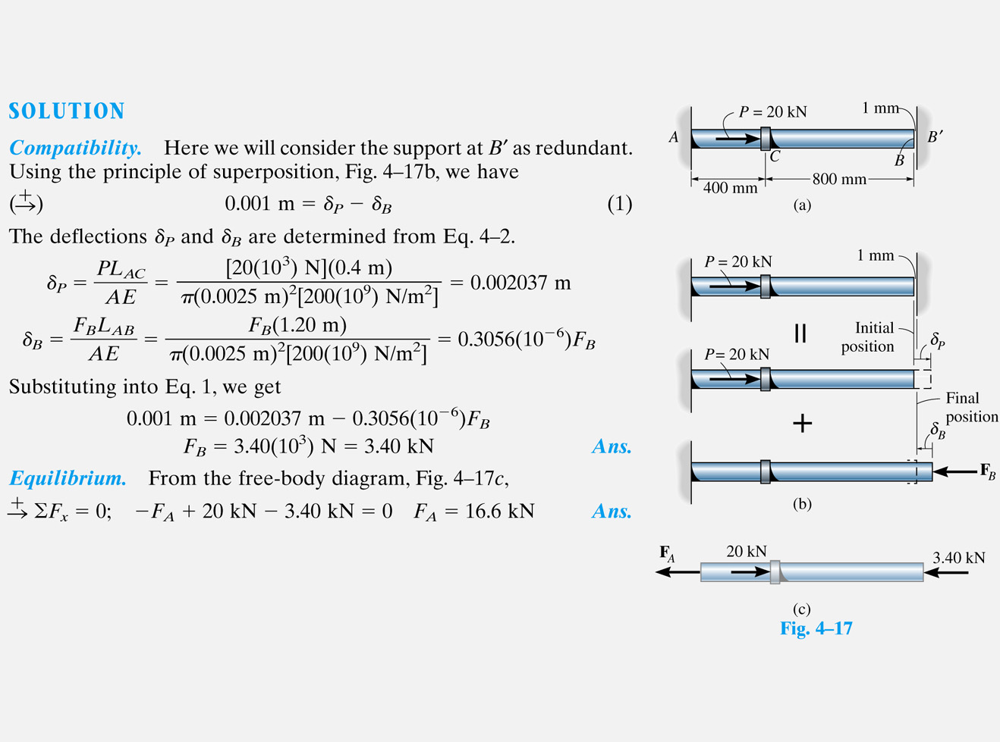 SOLUTION
Compatibility. Here we will consider the support at B′ as redundant.
Using the principle of superposition, Fig. 4–17b, we have
(→+) 0.001 m = δP − δB (1)
The deflections δP and δB are determined from Eq. 4–2.
δP = PLAC / AE = [20(10³) N](0.4 m) / π(0.0025 m)²[200(10⁹) N/m²] = 0.002037 m
δB = FBLAB / AE = FB(1.20 m) / π(0.0025 m)²[200(10⁹) N/m²] = 0.3056(10⁻⁶)FB
Substituting into Eq. 1, we get
0.001 m = 0.002037 m − 0.3056(10⁻⁶)FB
FB = 3.40(10³) N = 3.40 kN Ans.
Equilibrium. From the free-body diagram, Fig. 4–17c,
→+ ΣFx = 0; −FA + 20 kN − 3.40 kN = 0 FA = 16.6 kN Ans.
P = 20 kN
1 mm
A
B′
C
B
400 mm
800 mm
(a)
P = 20 kN
1 mm
=
Initial
position
δP
P = 20 kN
Final
position
+
δB
FB
(b)
FA
20 kN
3.40 kN
(c)
Fig. 4–17